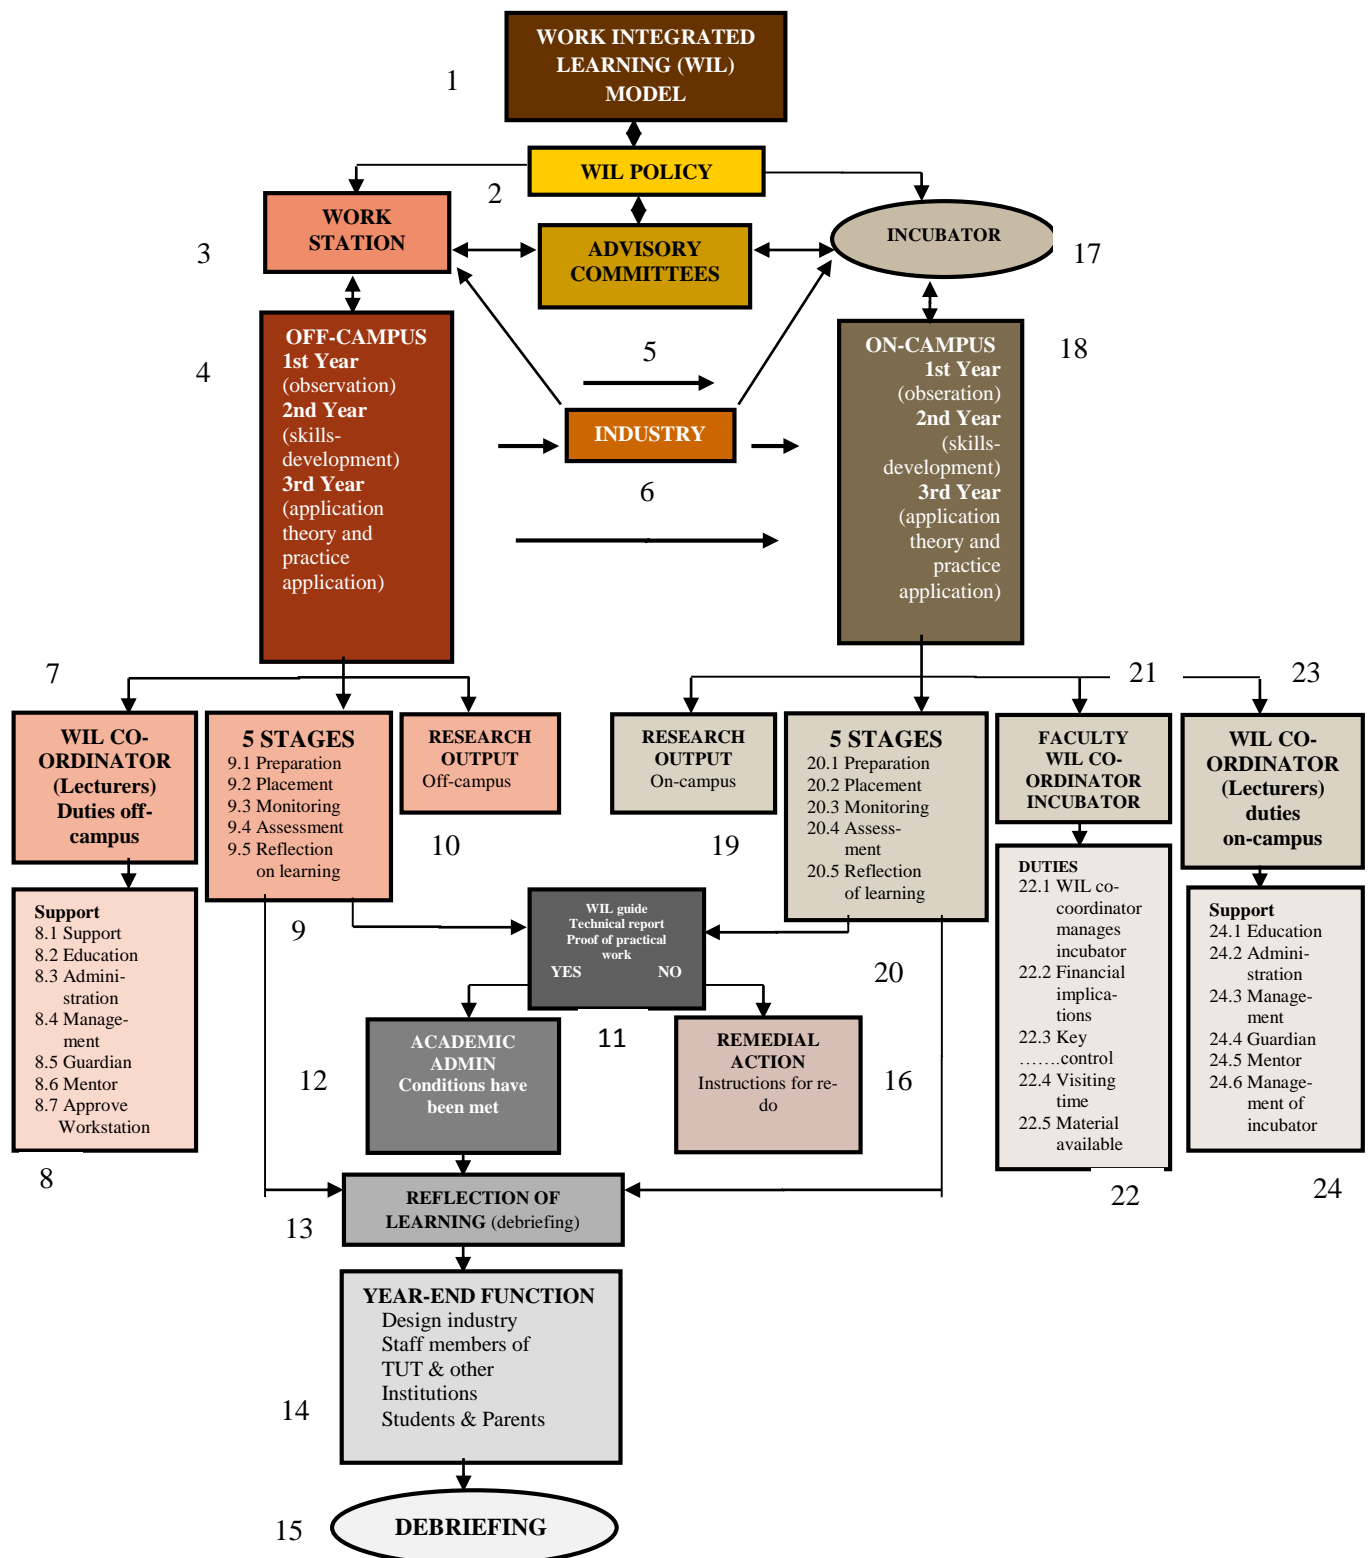 WORK INTEGRATED
LEARNING (WIL)
MODEL
1
WIL POLICY
2
WORK
STATION
3
ADVISORY
COMMITTEES
INCUBATOR
17
OFF-CAMPUS
1st Year
(observation)
2nd Year
(skills-
development)
3rd Year
(application
theory and
practice
application)
4
5
INDUSTRY
6
ON-CAMPUS
1st Year
(obseration)
2nd Year
(skills-
development)
3rd Year
(application
theory and
practice
application)
18
7
WIL CO-
ORDINATOR
(Lecturers)
Duties off-
campus
5 STAGES
9.1 Preparation
9.2 Placement
9.3 Monitoring
9.4 Assessment
9.5 Reflection
on learning
9
RESEARCH
OUTPUT
Off-campus
10
RESEARCH
OUTPUT
On-campus
19
5 STAGES
20.1 Preparation
20.2 Placement
20.3 Monitoring
20.4 Assess-
ment
20.5 Reflection
of learning
20
21
FACULTY
WIL CO-
ORDINATOR
INCUBATOR
23
WIL CO-
ORDINATOR
(Lecturers)
duties
on-campus
Support
8.1 Support
8.2 Education
8.3 Admini-
stration
8.4 Manage-
ment
8.5 Guardian
8.6 Mentor
8.7 Approve
Workstation
8
WIL guide
Technical report
Proof of practical
work
YES NO
11
DUTIES
22.1 WIL co-
coordinator
manages
incubator
22.2 Financial
implica-
tions
22.3 Key
…….control
22.4 Visiting
time
22.5 Material
available
22
Support
24.1 Education
24.2 Admini-
stration
24.3 Manage-
ment
24.4 Guardian
24.5 Mentor
24.6 Manage-
ment of
incubator
24
ACADEMIC
ADMIN
Conditions have
been met
12
REMEDIAL
ACTION
Instructions for re-
do
16
REFLECTION OF
LEARNING (debriefing)
13
YEAR-END FUNCTION
Design industry
Staff members of
TUT & other
Institutions
Students & Parents
14
DEBRIEFING
15